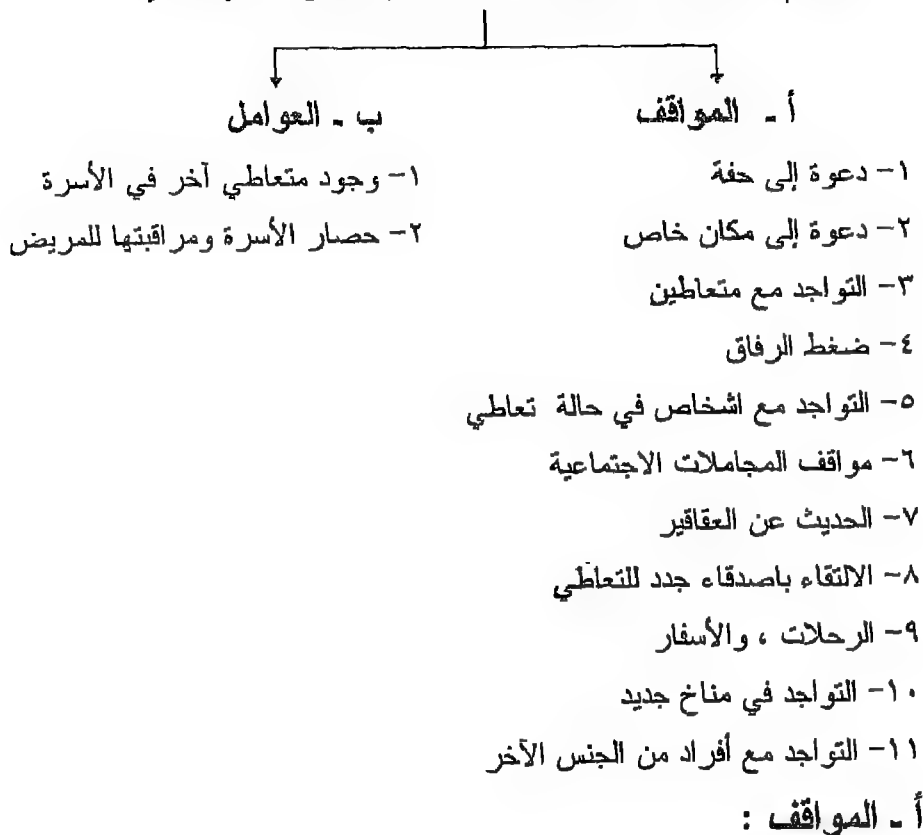 أ - المواقف
١- دعوة إلى حفة
٢- دعوة إلى مكان خاص
٣- التواجد مع متعاطين
٤- ضغط الرفاق
٥- التواجد مع اشخاص في حالة تعاطي
٦- مواقف المجاملات الاجتماعية
٧- الحديث عن العقاقير
٨- الالتقاء باصدقاء جدد للتعاطي
٩- الرحلات ، والأسفار
١٠- التواجد في مناخ جديد
١١- التواجد مع أفراد من الجنس الآخر
ب - العوامل
١- وجود متعاطي آخر في الأسرة
٢- حصار الأسرة ومراقبتها للمريض
أ - المواقف :